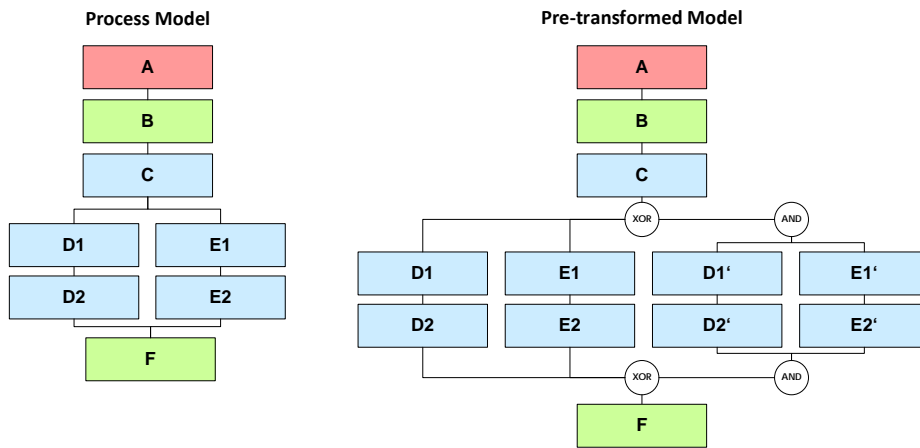 Process Model
A
B
C
D1 E1
D2 E2
F
Pre-transformed Model
A
B
C
XOR AND
D1 E1 D1‘ E1‘
D2 E2 D2‘ E2‘
XOR AND
F